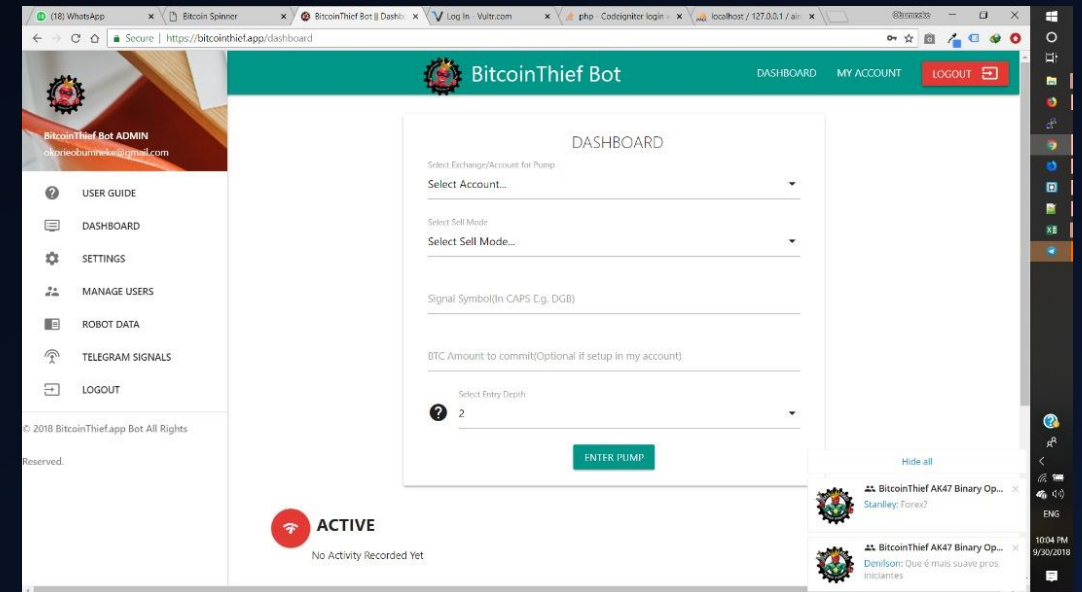 (18) WhatsApp
Bitcoin Spinner
BitcoinThief Bot || Dashb
Log In - Vultr.com
php - Codeigniter login
localhost / 127.0.0.1 /
Secure | https://bitcointhief.app/dashboard
BitcoinThief Bot
DASHBOARD
MY ACCOUNT
LOGOUT
BitcoinThief Bot ADMIN
okorieobumneke@gmail.com
USER GUIDE
DASHBOARD
SETTINGS
MANAGE USERS
ROBOT DATA
TELEGRAM SIGNALS
LOGOUT
© 2018 BitcoinThief.app Bot All Rights
Reserved.
DASHBOARD
Select Exchange/Account for Pump
Select Account...
Select Sell Mode
Select Sell Mode...
Signal Symbol(In CAPS E.g. DGB)
BTC Amount to commit(Optional if setup in my account)
Select Entry Depth
2
ENTER PUMP
ACTIVE
No Activity Recorded Yet
Hide all
BitcoinThief AK47 Binary Op...
Stanlley: Forex?
BitcoinThief AK47 Binary Op...
Denilson: Que é mais suave pros
iniciantes
ENG
10:04 PM
9/30/2018